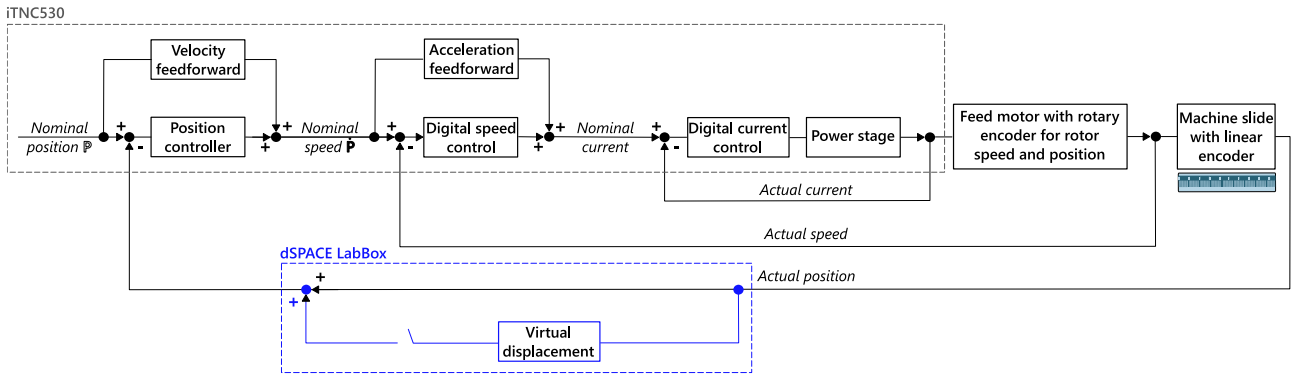 iTNC530
Velocity
feedforward
Acceleration
feedforward
+
+
Nominal
position ℙ
+
-
Position
controller
+
+
Nominal
speed Ṗ
+
-
Digital speed
control
+
+
Nominal
current
+
-
Digital current
control
Power stage
Feed motor with rotary
encoder for rotor
speed and position
Machine slide
with linear
encoder
Actual current
Actual speed
dSPACE LabBox
Actual position
+
+
Virtual
displacement